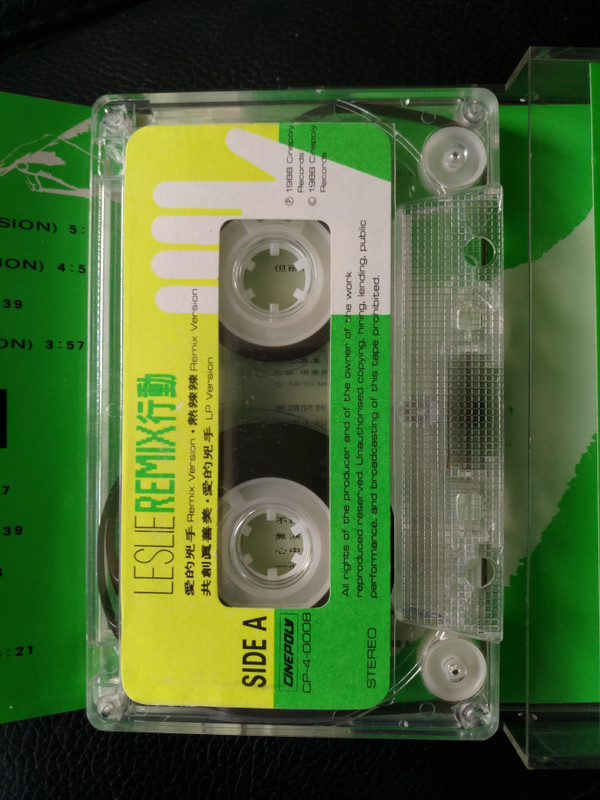 LESLIE REMIX行動
愛的兇手 Remix Version・熱辣辣 Remix Version
共創真善美・愛的兇手 LP Version
SIDE A
CINEPOLY
CP-4-0008
STEREO
All rights of the producer and of the owner of the work
reproduced reserved. Unauthorised copying, hiring, lending, public
performance, and broadcasting of this tape prohibited.
℗ 1988 Cinepoly
Records
© 1988 Cinepoly
Records
SION) 5:
ION) 4:5
39
ON) 3:57
7
39
:21